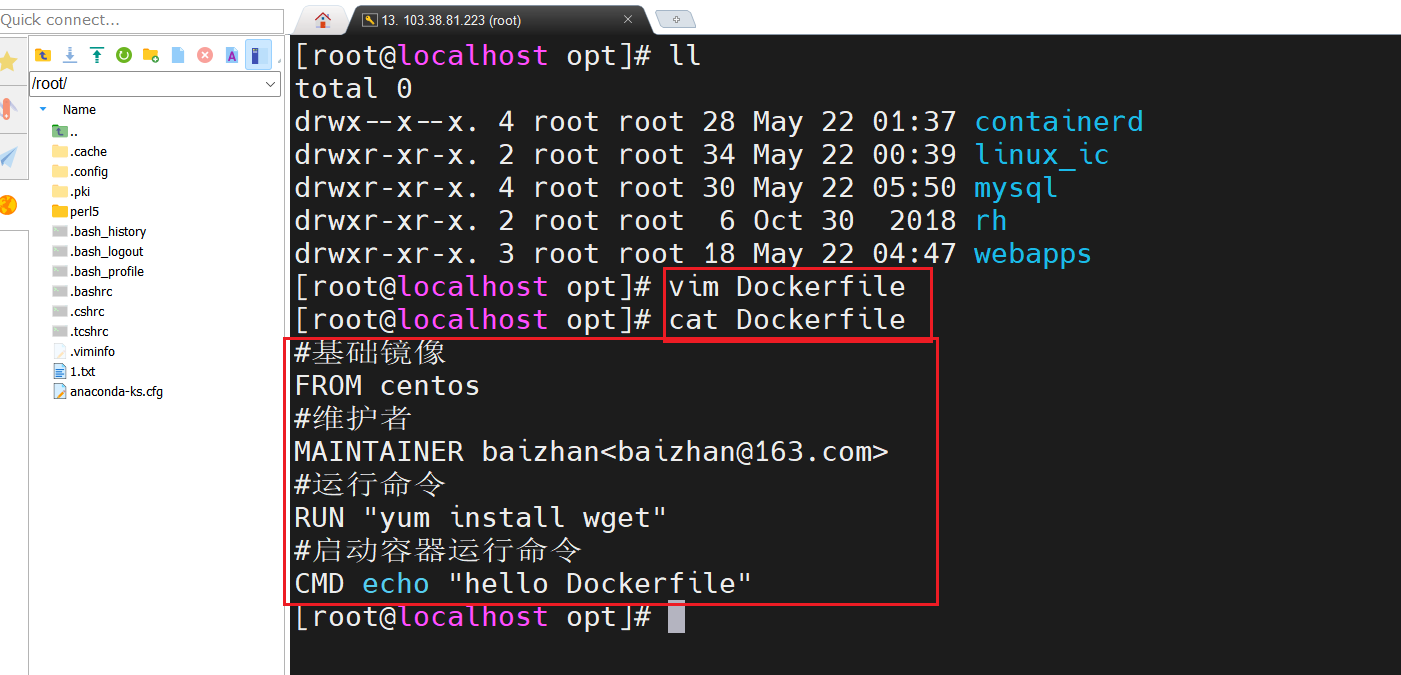 Quick connect...
13. 103.38.81.223 (root)
/root/
Name
..
.cache
.config
.pki
perl5
.bash_history
.bash_logout
.bash_profile
.bashrc
.cshrc
.tcshrc
.viminfo
1.txt
anaconda-ks.cfg
[root@localhost opt]# ll
total 0
drwx--x--x. 4 root root 28 May 22 01:37 containerd
drwxr-xr-x. 2 root root 34 May 22 00:39 linux_ic
drwxr-xr-x. 4 root root 30 May 22 05:50 mysql
drwxr-xr-x. 2 root root  6 Oct 30  2018 rh
drwxr-xr-x. 3 root root 18 May 22 04:47 webapps
[root@localhost opt]# vim Dockerfile
[root@localhost opt]# cat Dockerfile
#基础镜像
FROM centos
#维护者
MAINTAINER baizhan<baizhan@163.com>
#运行命令
RUN "yum install wget"
#启动容器运行命令
CMD echo "hello Dockerfile"
[root@localhost opt]#